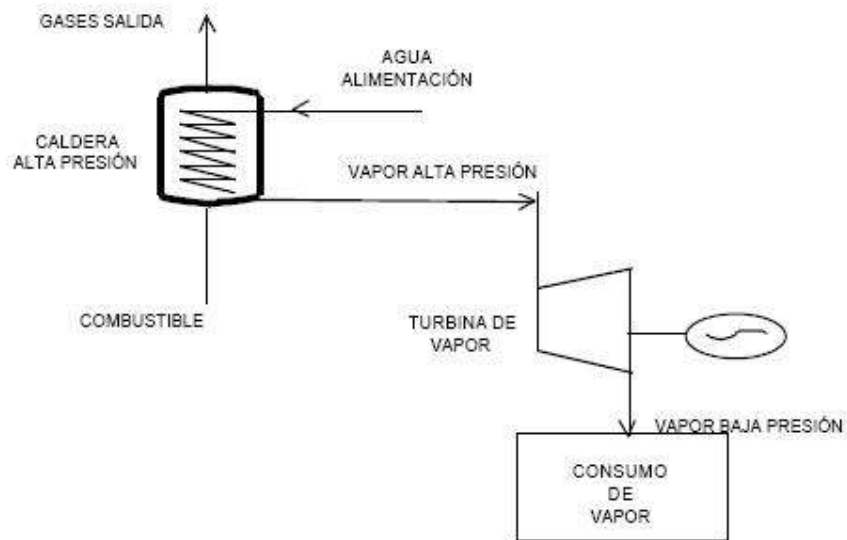 GASES SALIDA
AGUA
ALIMENTACIÓN
CALDERA
ALTA PRESIÓN
VAPOR ALTA PRESIÓN
COMBUSTIBLE
TURBINA DE
VAPOR
VAPOR BAJA PRESIÓN
CONSUMO
DE
VAPOR